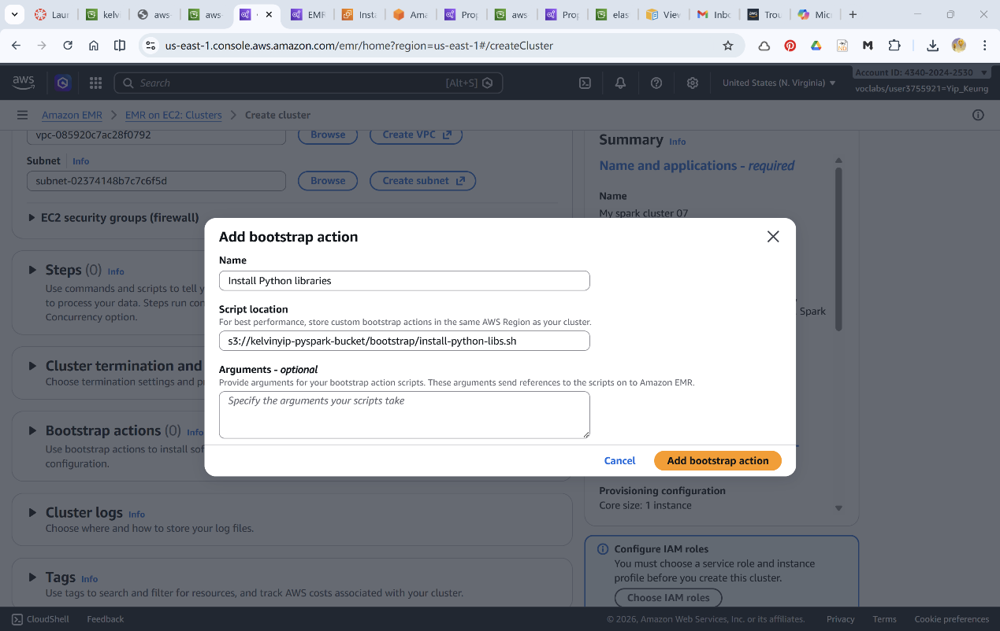 Laun
kelv
aws-
aws-
EMR
Insta
Ama
Prop
aws
Prop
elas
View
Inbo
Trou
Micr
us-east-1.console.aws.amazon.com/emr/home?region=us-east-1#/createCluster
aws
Search
[Alt+S]
United States (N. Virginia)
Account ID: 4340-2024-2530
voclabs/user3755921=Yip_Keung
Amazon EMR
EMR on EC2: Clusters
Create cluster
vpc-085920c7ac28f0792
Browse
Create VPC
Subnet
Info
subnet-02374148b7c7c6f5d
Browse
Create subnet
EC2 security groups (firewall)
Summary Info
Name and applications - required
Name
My spark cluster 07
Spark
Add bootstrap action
Name
Install Python libraries
Script location
For best performance, store custom bootstrap actions in the same AWS Region as your cluster.
s3://kelvinyip-pyspark-bucket/bootstrap/install-python-libs.sh
Arguments - optional
Provide arguments for your bootstrap action scripts. These arguments send references to the scripts on to Amazon EMR.
Specify the arguments your scripts take
Cancel
Add bootstrap action
Steps (0) Info
Use commands and scripts to tell
to process your data. Steps run
Concurrency option.
Cluster termination and
Choose termination settings and
Bootstrap actions (0) Info
Use bootstrap actions to install
configuration.
Cluster logs Info
Choose where and how to store your log files.
Tags Info
Use tags to search and filter for resources, and track AWS costs associated with your cluster.
Provisioning configuration
Core size: 1 instance
Configure IAM roles
You must choose a service role and instance
profile before you create this cluster.
Choose IAM roles
CloudShell
Feedback
© 2026, Amazon Web Services, Inc. or its affiliates.
Privacy
Terms
Cookie preferences